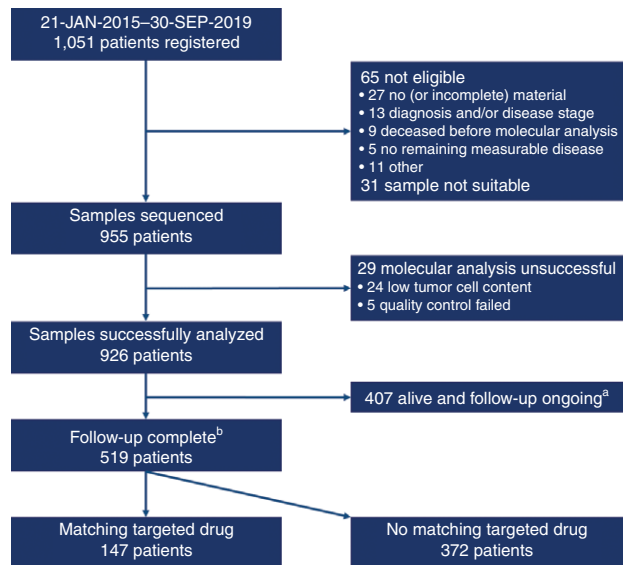 21-JAN-2015–30-SEP-2019
1,051 patients registered
65 not eligible
• 27 no (or incomplete) material
• 13 diagnosis and/or disease stage
• 9 deceased before molecular analysis
• 5 no remaining measurable disease
• 11 other
31 sample not suitable
Samples sequenced
955 patients
29 molecular analysis unsuccessful
• 24 low tumor cell content
• 5 quality control failed
Samples successfully analyzed
926 patients
407 alive and follow-up ongoingᵃ
Follow-up completeᵇ
519 patients
Matching targeted drug
147 patients
No matching targeted drug
372 patients